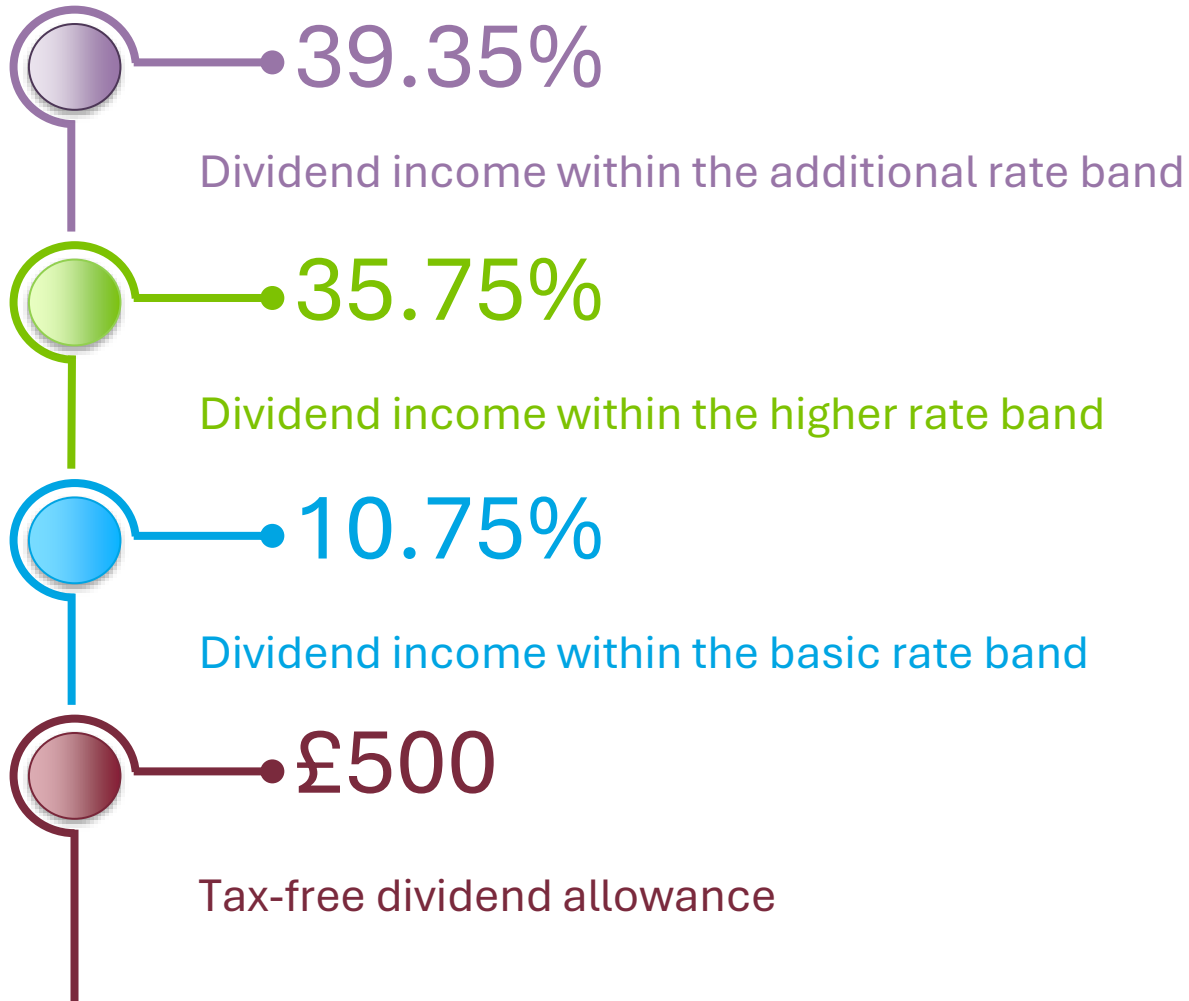 39.35%
Dividend income within the additional rate band
35.75%
Dividend income within the higher rate band
10.75%
Dividend income within the basic rate band
£500
Tax-free dividend allowance